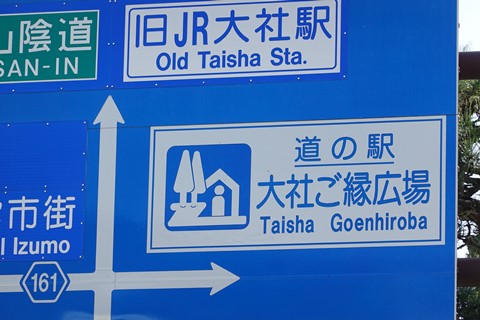 山陰道
SAN-IN
旧JR大社駅
Old Taisha Sta.
道の駅
大社ご縁広場
Taisha Goenhiroba
市街
Izumo
161